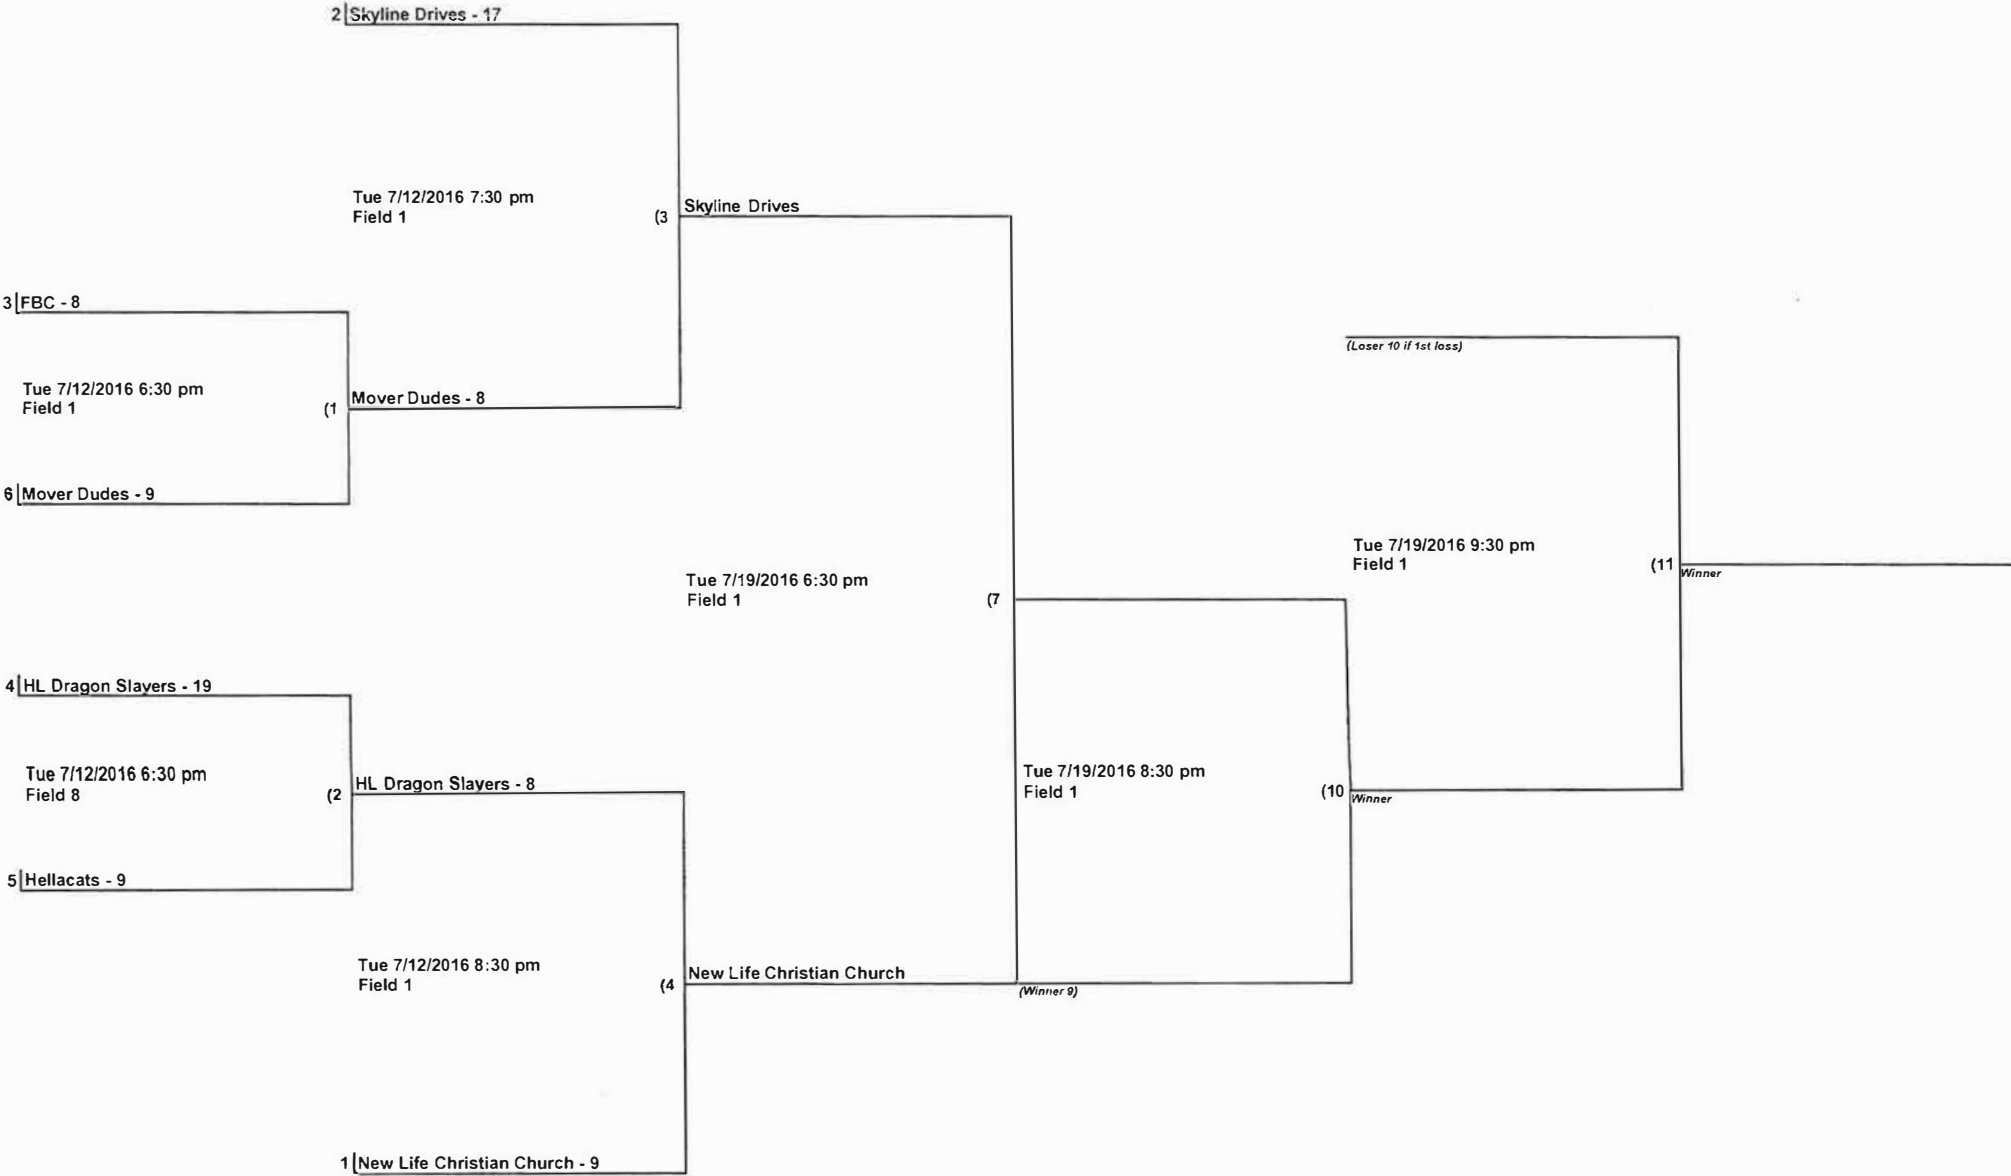 2 Skyline Drives - 17
Tue 7/12/2016 7:30 pm
Field 1
(3
Skyline Drives
3 FBC - 8
Tue 7/12/2016 6:30 pm
Field 1
(1
Mover Dudes - 8
6 Mover Dudes - 9
(Loser 10 if 1st loss)
Tue 7/19/2016 9:30 pm
Field 1
(11
Winner
Tue 7/19/2016 6:30 pm
Field 1
(7
4 HL Dragon Slayers - 19
Tue 7/12/2016 6:30 pm
Field 8
(2
HL Dragon Slayers - 8
5 Hellacats - 9
Tue 7/19/2016 8:30 pm
Field 1
(10
Winner
Tue 7/12/2016 8:30 pm
Field 1
(4
New Life Christian Church
(Winner 9)
1 New Life Christian Church - 9